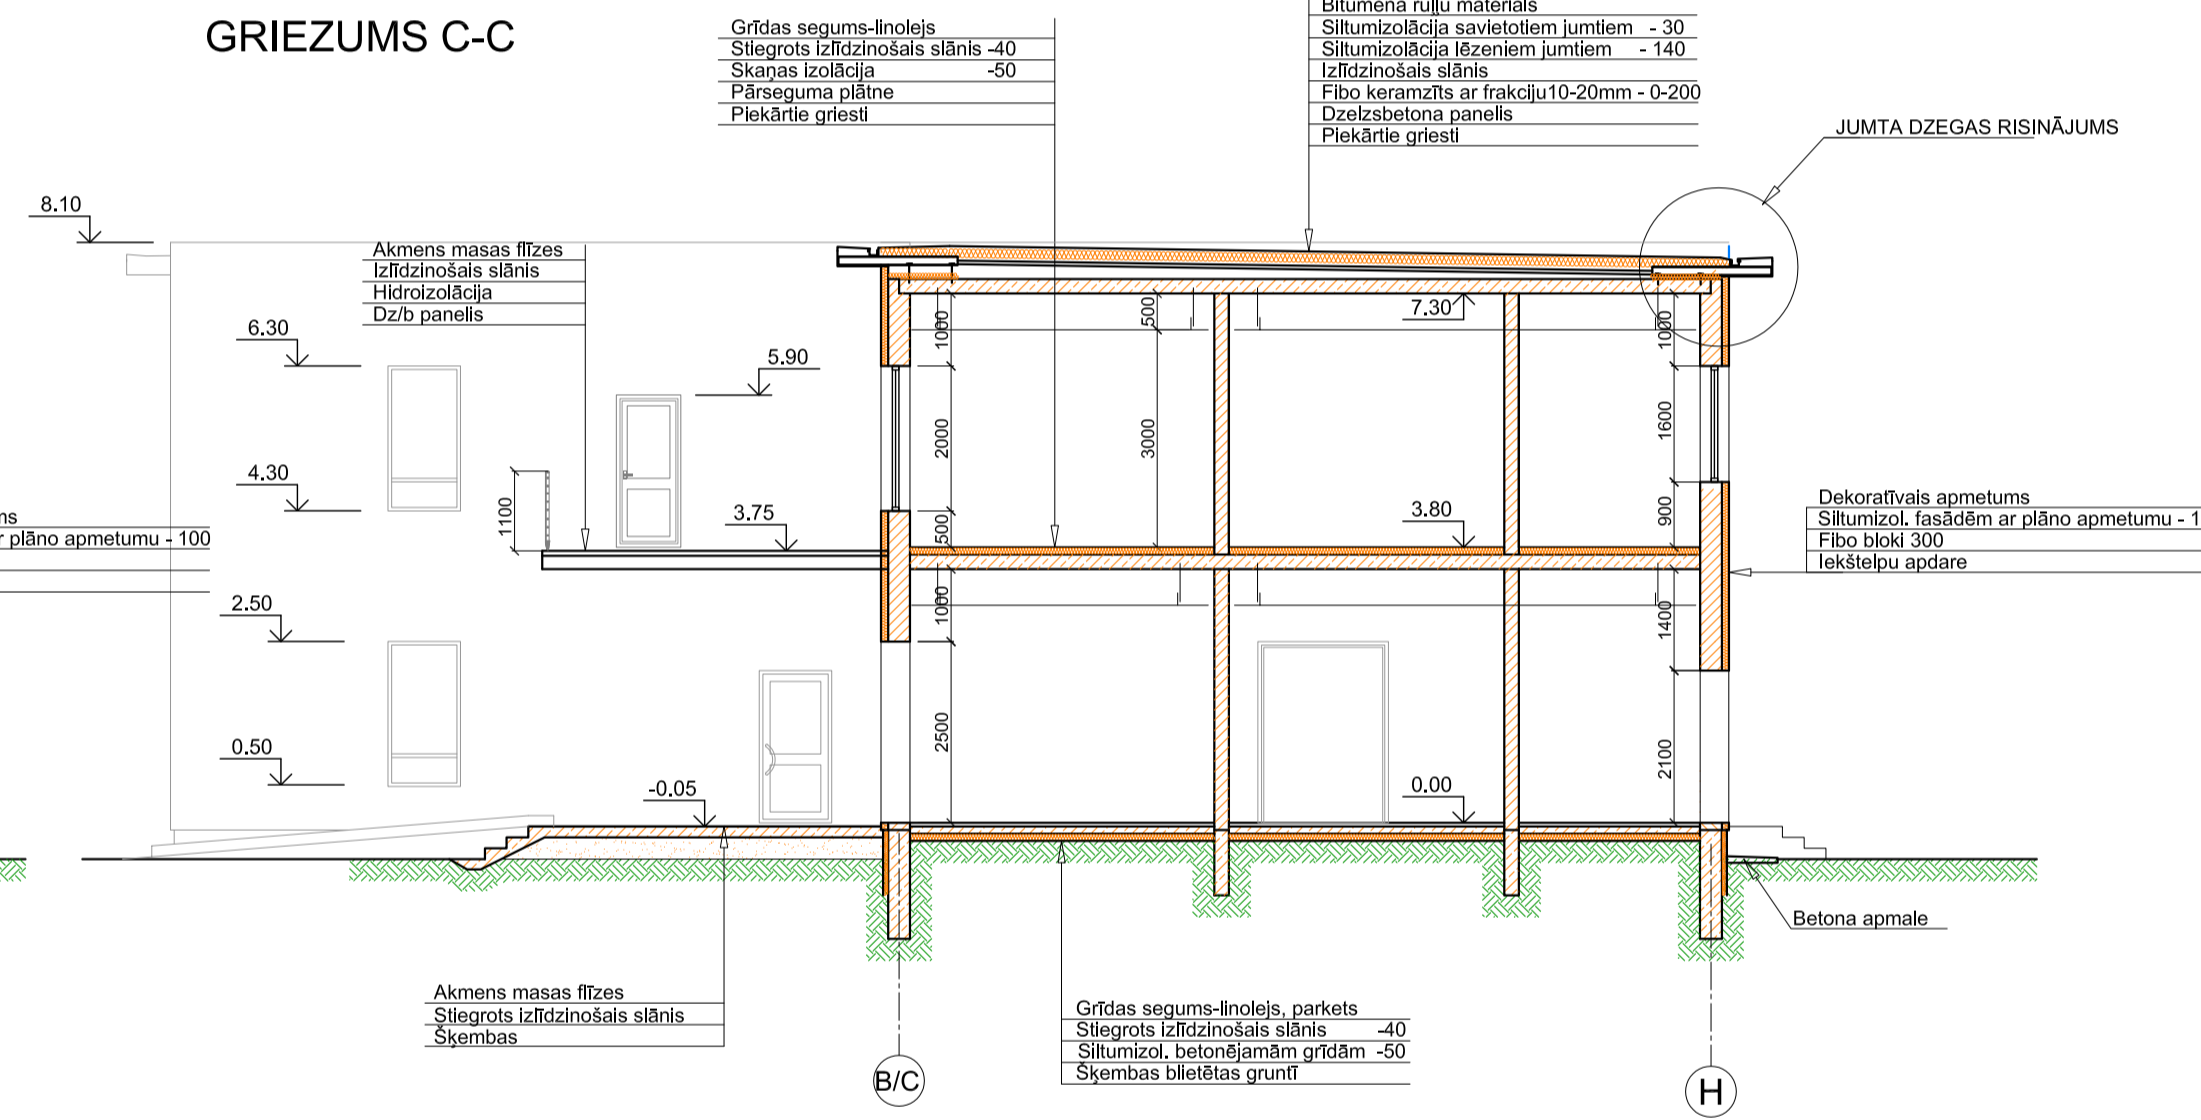 GRIEZUMS C-C
Grīdas segums-linolejs
Stiegrots izlīdzinošais slānis -40
Skaņas izolācija -50
Pārseguma plātne
Piekārtie griesti
Bitumena ruļļu materiāls
Siltumizolācija savietotiem jumtiem - 30
Siltumizolācija lēzeniem jumtiem - 140
Izlīdzinošais slānis
Fibo keramzīts ar frakciju10-20mm - 0-200
Dzelzsbetona panelis
Piekārtie griesti
JUMTA DZEGAS RISINĀJUMS
8.10
Akmens masas flīzes
Izlīdzinošais slānis
Hidroizolācija
Dz/b panelis
6.30
5.90
4.30
3.75
1100
2.50
0.50
-0.05
1000
2000
500
1000
2500
500
3000
7.30
3.80
0.00
1000
1600
900
1400
2100
plāno apmetumu - 100
Dekoratīvais apmetums
Siltumizol. fasādēm ar plāno apmetumu - 1
Fibo bloki 300
Iekštelpu apdare
Betona apmale
Akmens masas flīzes
Stiegrots izlīdzinošais slānis
Šķembas
Grīdas segums-linolejs, parkets
Stiegrots izlīdzinošais slānis -40
Siltumizol. betonējamām grīdām -50
Šķembas blietētas gruntī
B/C
H